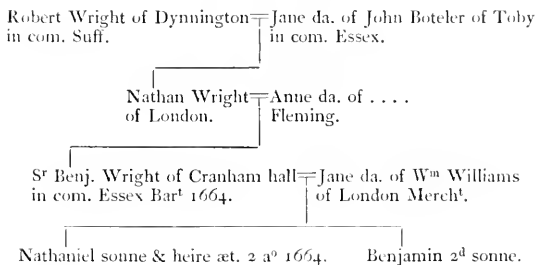 Robert Wright of Dynnington Jane da. of John Boteler of Toby
in com. Suff. in com. Essex.
Nathan Wright Anne da. of . . . .
of London. Fleming.
Sʳ Benj. Wright of Cranham hall Jane da. of Wᵐ Williams
in com. Essex Barᵗ 1664. of London Merchᵗ.
Nathaniel sonne & heire æt. 2 aᵒ 1664. Benjamin 2ᵈ sonne.